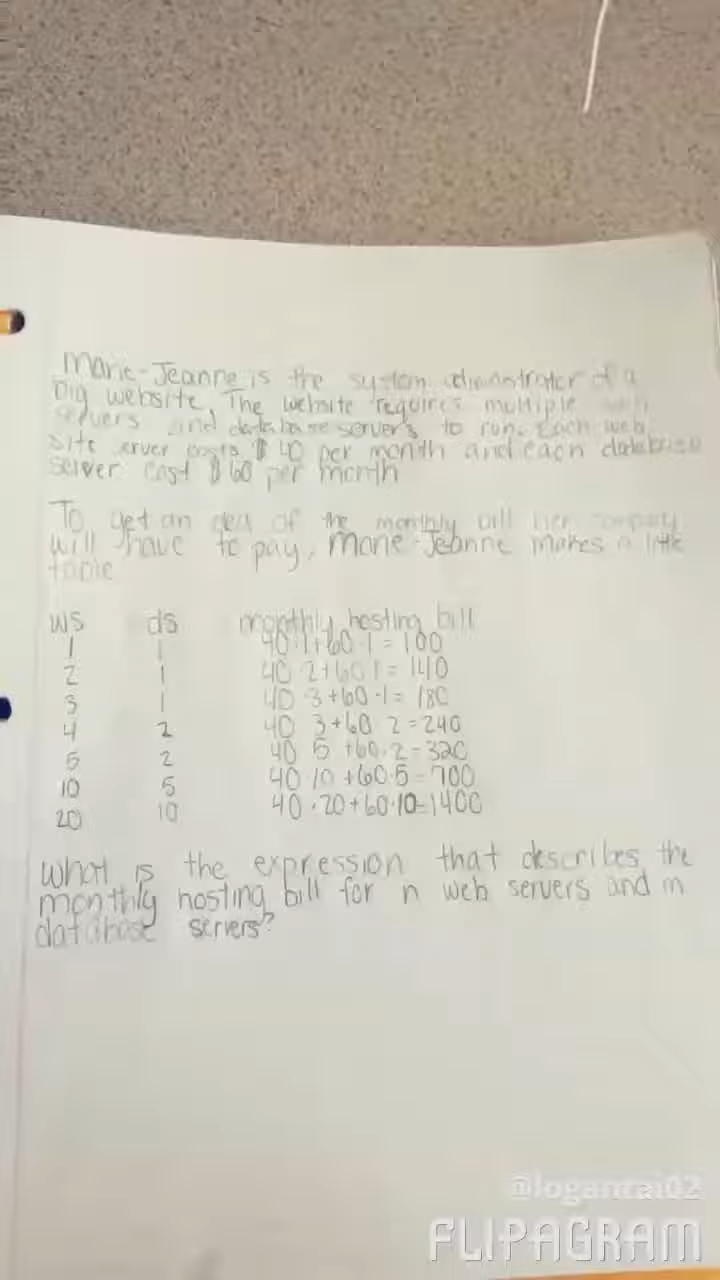 Marie-Jeanne is the system of a
big website, The website requires multiple
servers and database servers to run. Each web
site server costs $ 40 per month and each database
server cost $ 60 per month
To get an idea of the monthly bill her company
will have to pay, Marie-Jeanne makes a little
table
ws ds monthly hosting bill
1 1 40·1+60·1=100
2 1 40 2+60·1=140
3 1 40 3+60·1=180
4 2 40 3+60 2=240
5 2 40 5 +60·2=320
10 5 40·10 +60·5=700
20 10 40·20+60·10=1400
what is the expression that describes the
monthly hosting bill for n web servers and m
database servers?
@logantai02
FLIPAGRAM